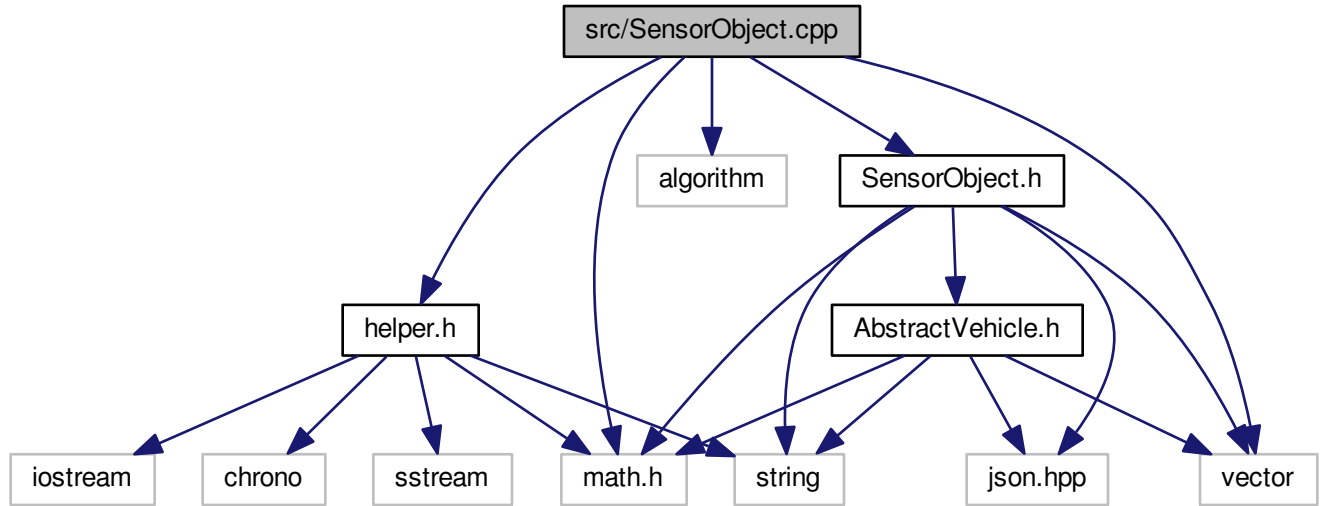 src/SensorObject.cpp
algorithm
SensorObject.h
helper.h
AbstractVehicle.h
iostream
chrono
sstream
math.h
string
json.hpp
vector